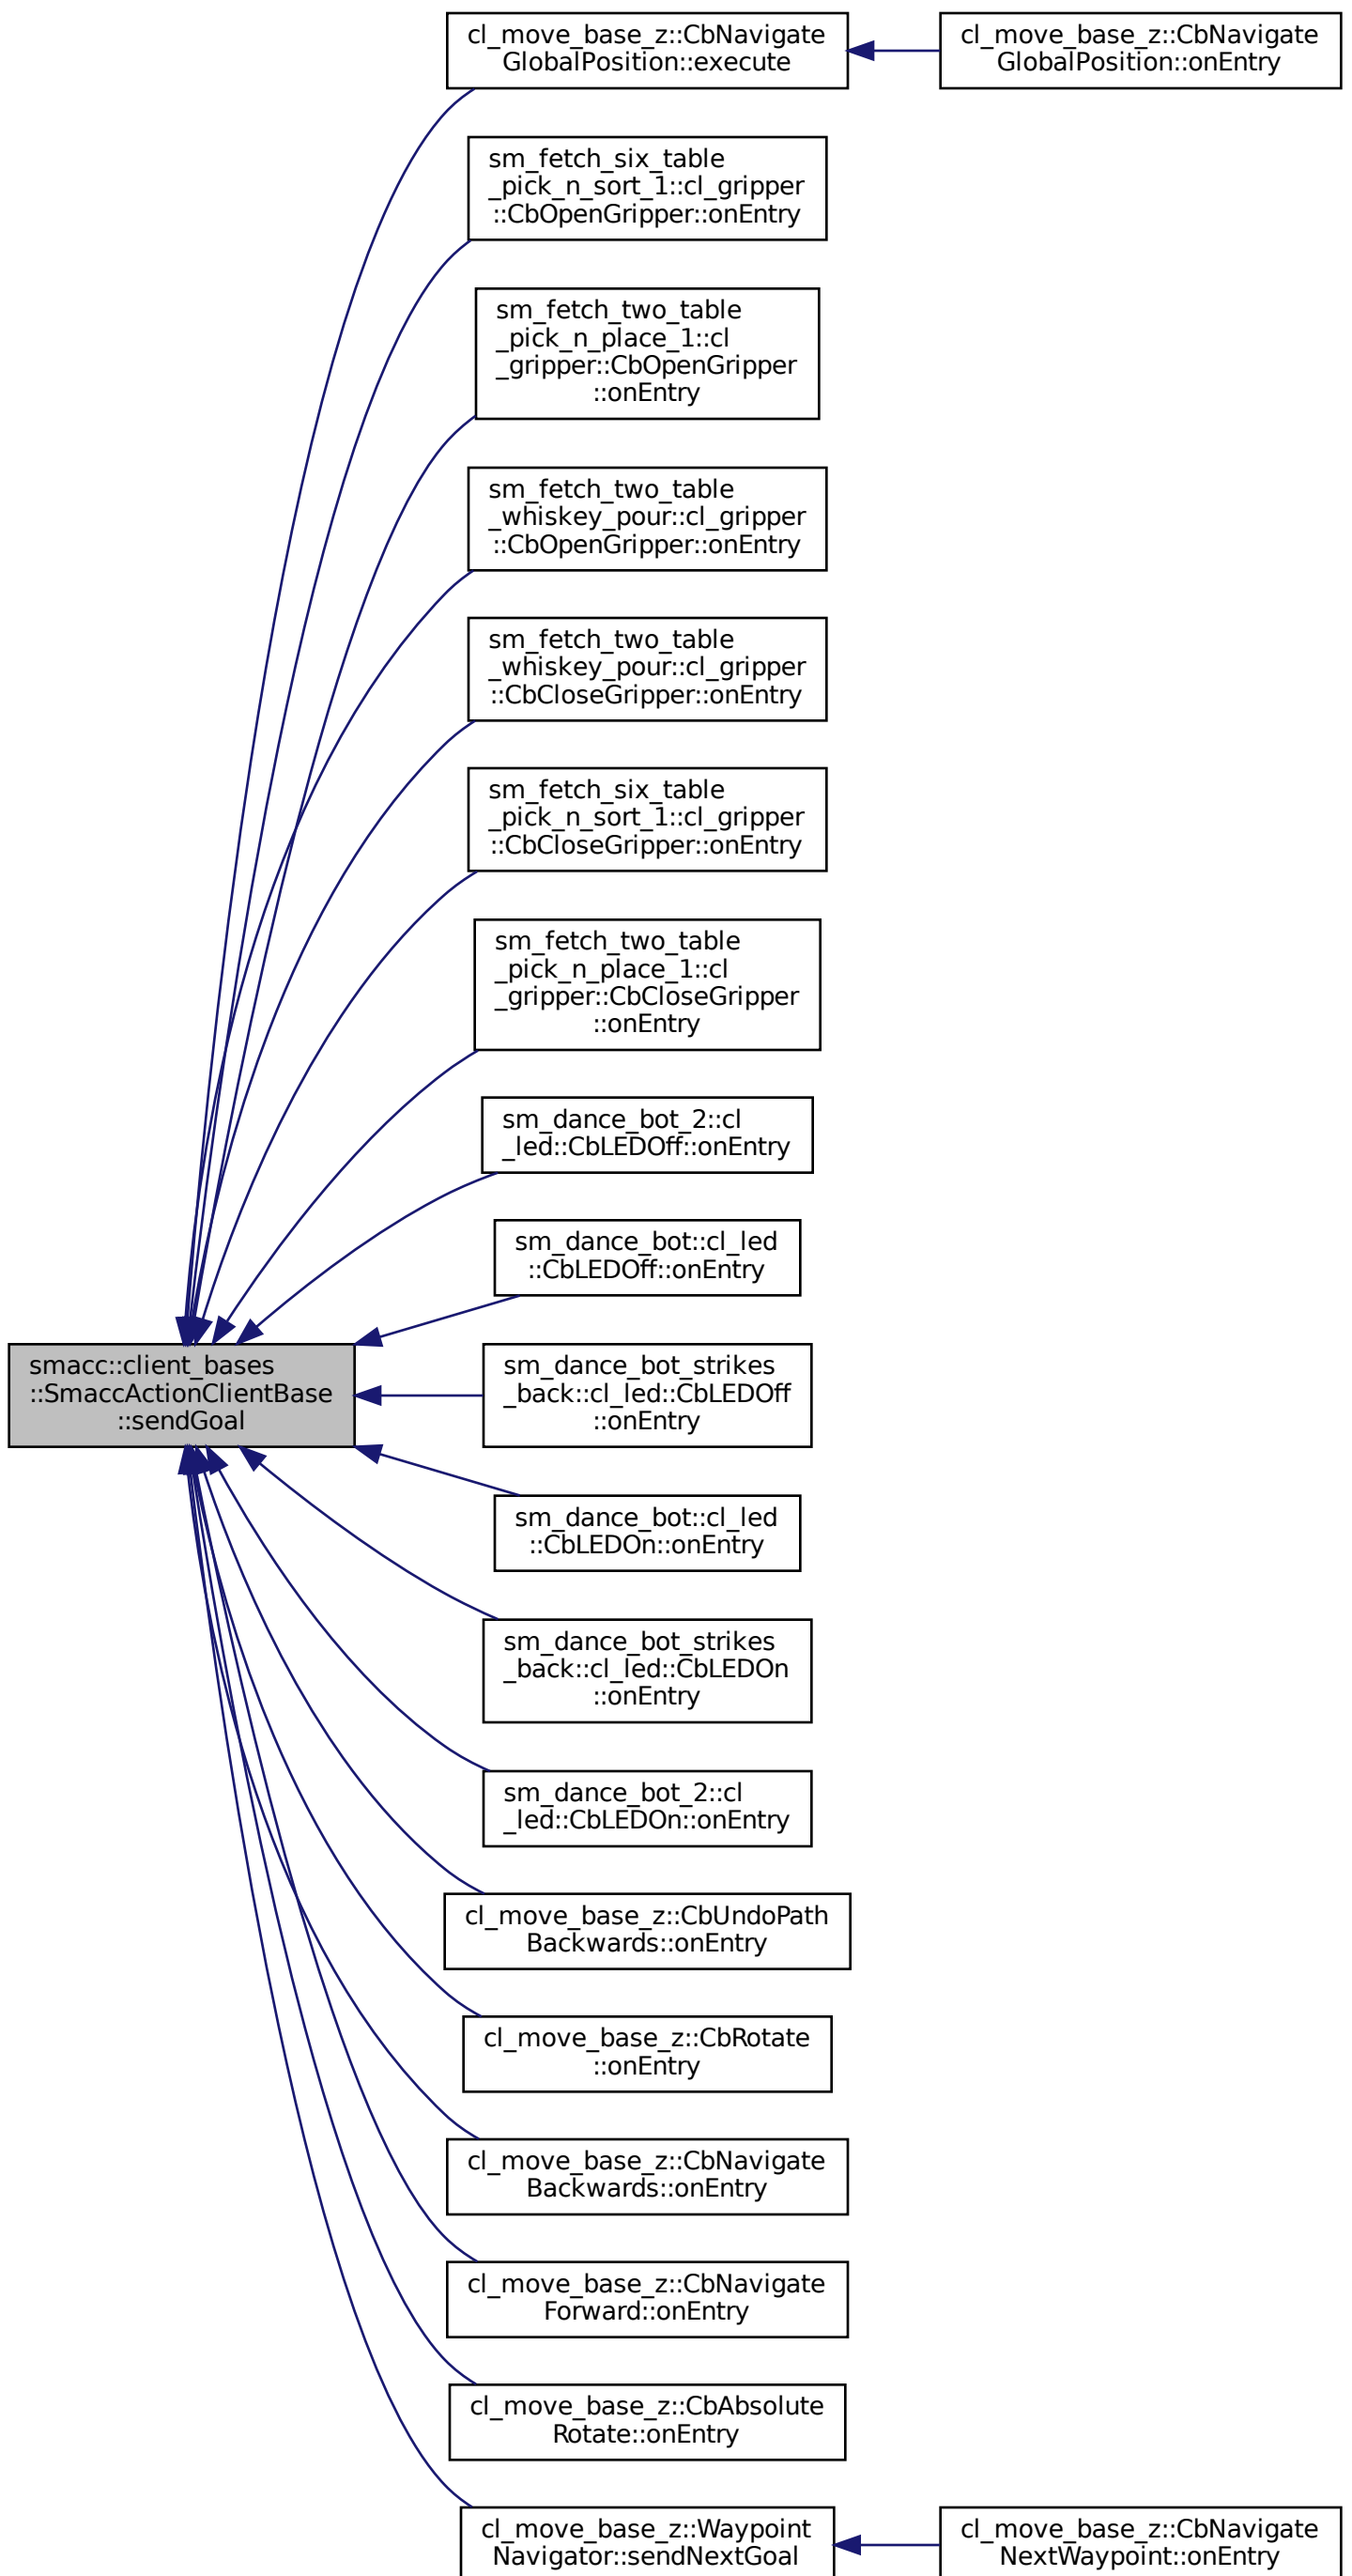 cl_move_base_z::CbNavigate
GlobalPosition::execute
cl_move_base_z::CbNavigate
GlobalPosition::onEntry
sm_fetch_six_table
_pick_n_sort_1::cl_gripper
::CbOpenGripper::onEntry
sm_fetch_two_table
_pick_n_place_1::cl
_gripper::CbOpenGripper
::onEntry
sm_fetch_two_table
_whiskey_pour::cl_gripper
::CbOpenGripper::onEntry
sm_fetch_two_table
_whiskey_pour::cl_gripper
::CbCloseGripper::onEntry
sm_fetch_six_table
_pick_n_sort_1::cl_gripper
::CbCloseGripper::onEntry
sm_fetch_two_table
_pick_n_place_1::cl
_gripper::CbCloseGripper
::onEntry
sm_dance_bot_2::cl
_led::CbLEDOff::onEntry
sm_dance_bot::cl_led
::CbLEDOff::onEntry
smacc::client_bases
::SmaccActionClientBase
::sendGoal
sm_dance_bot_strikes
_back::cl_led::CbLEDOff
::onEntry
sm_dance_bot::cl_led
::CbLEDOn::onEntry
sm_dance_bot_strikes
_back::cl_led::CbLEDOn
::onEntry
sm_dance_bot_2::cl
_led::CbLEDOn::onEntry
cl_move_base_z::CbUndoPath
Backwards::onEntry
cl_move_base_z::CbRotate
::onEntry
cl_move_base_z::CbNavigate
Backwards::onEntry
cl_move_base_z::CbNavigate
Forward::onEntry
cl_move_base_z::CbAbsolute
Rotate::onEntry
cl_move_base_z::Waypoint
Navigator::sendNextGoal
cl_move_base_z::CbNavigate
NextWaypoint::onEntry